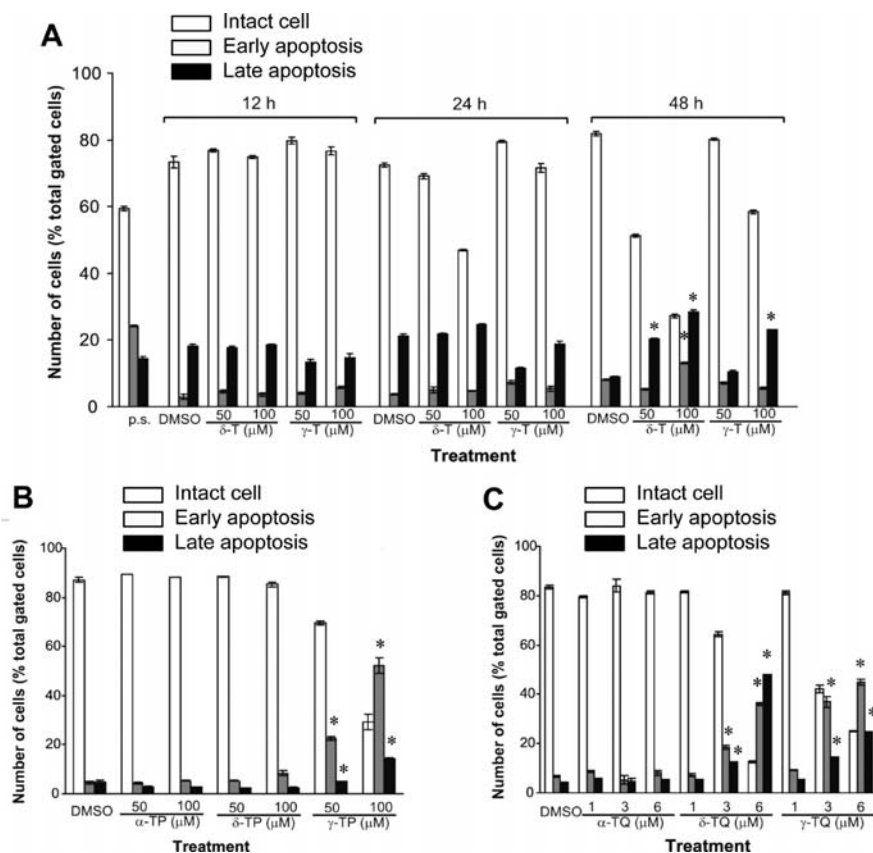 A
Intact cell
Early apoptosis
Late apoptosis
12 h 24 h 48 h
Number of cells (% total gated cells)
100
80
60
40
20
0
p.s. DMSO 50 100 50 100 DMSO 50 100 50 100 DMSO 50 100 50 100
δ-T (μM) γ-T (μM) δ-T (μM) γ-T (μM) δ-T (μM) γ-T (μM)
* * * *
Treatment
B
Intact cell
Early apoptosis
Late apoptosis
Number of cells (% total gated cells)
100
80
60
40
20
0
* * * *
DMSO 50 100 50 100 50 100
α-TP (μM) δ-TP (μM) γ-TP (μM)
Treatment
C
Intact cell
Early apoptosis
Late apoptosis
Number of cells (% total gated cells)
100
80
60
40
20
0
* * * * * * * *
DMSO 1 3 6 1 3 6 1 3 6
α-TQ (μM) δ-TQ (μM) γ-TQ (μM)
Treatment